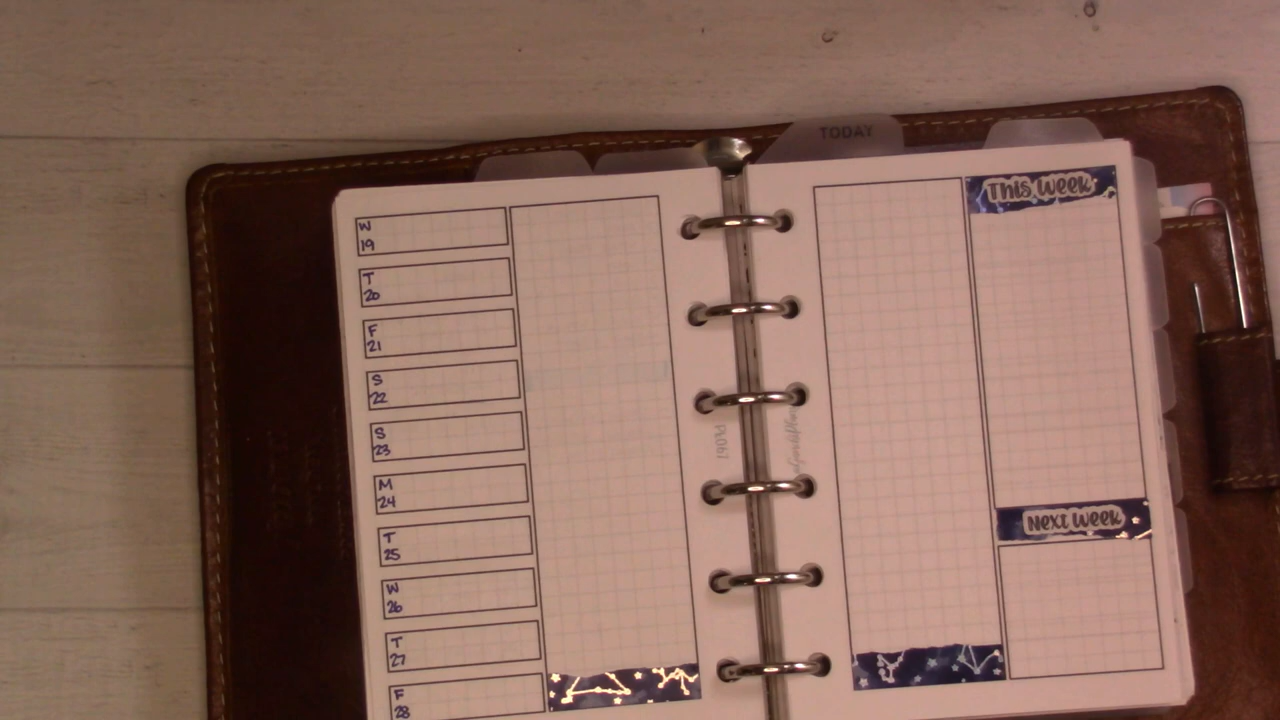 TODAY
W
19
T
20
F
21
S
22
S
23
M
24
T
25
W
26
T
27
F
28
This Week
Next Week